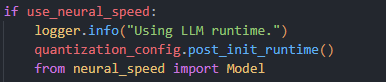 if use_neural_speed:
    logger.info("Using LLM runtime.")
    quantization_config.post_init_runtime()
    from neural_speed import Model